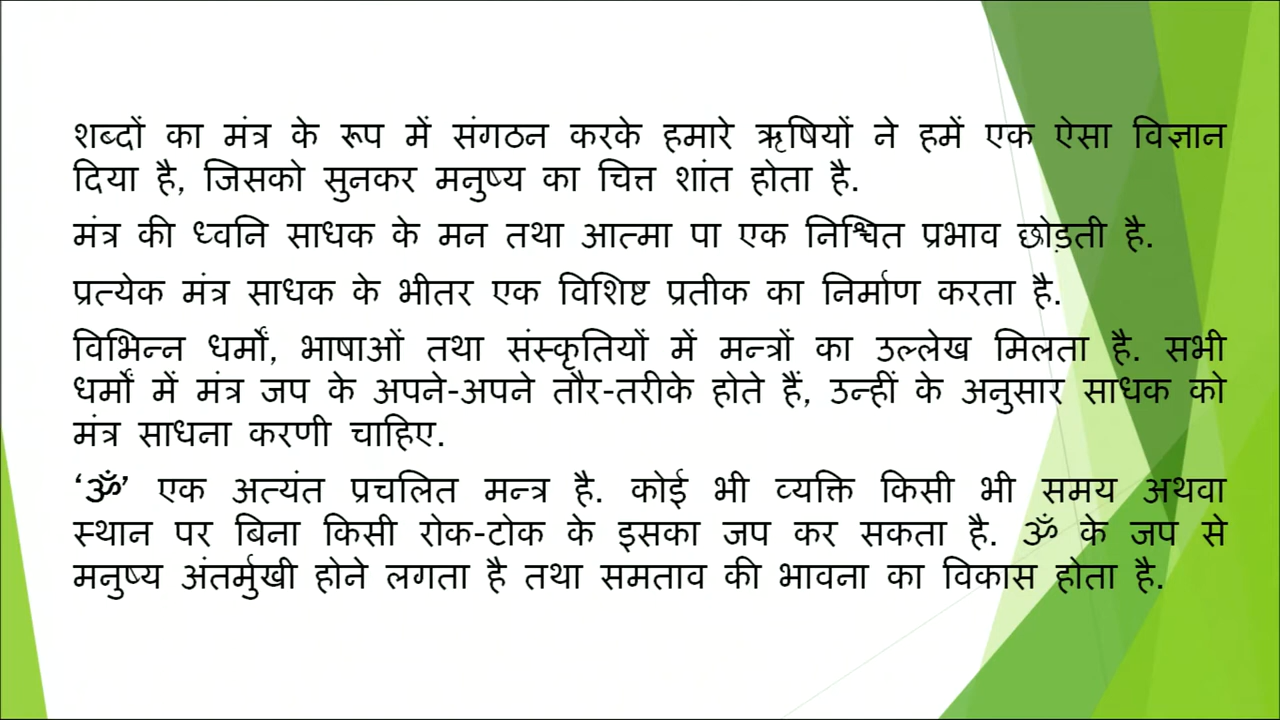 शब्दों का मंत्र के रूप में संगठन करके हमारे ऋषियों ने हमें एक ऐसा विज्ञान
दिया है, जिसको सुनकर मनुष्य का चित्त शांत होता है.
मंत्र की ध्वनि साधक के मन तथा आत्मा पा एक निश्चित प्रभाव छोड़ती है.
प्रत्येक मंत्र साधक के भीतर एक विशिष्ट प्रतीक का निर्माण करता है.
विभिन्न धर्मों, भाषाओं तथा संस्कृतियों में मन्त्रों का उल्लेख मिलता है. सभी
धर्मों में मंत्र जप के अपने-अपने तौर-तरीके होते हैं, उन्हीं के अनुसार साधक को
मंत्र साधना करणी चाहिए.
‘ॐ’ एक अत्यंत प्रचलित मन्त्र है. कोई भी व्यक्ति किसी भी समय अथवा
स्थान पर बिना किसी रोक-टोक के इसका जप कर सकता है. ॐ के जप से
मनुष्य अंतर्मुखी होने लगता है तथा समताव की भावना का विकास होता है.